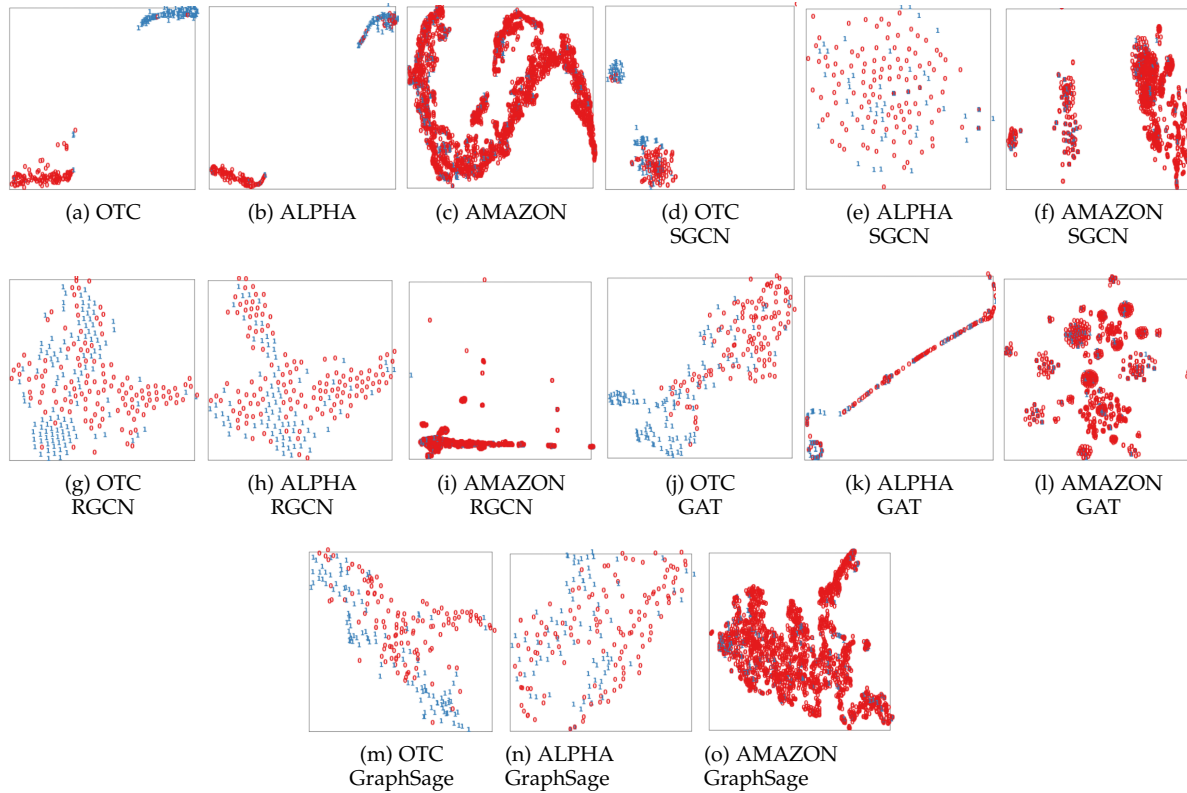 (a) OTC
(b) ALPHA
(c) AMAZON
(d) OTC
SGCN
(e) ALPHA
SGCN
(f) AMAZON
SGCN
(g) OTC
RGCN
(h) ALPHA
RGCN
(i) AMAZON
RGCN
(j) OTC
GAT
(k) ALPHA
GAT
(l) AMAZON
GAT
(m) OTC
GraphSage
(n) ALPHA
GraphSage
(o) AMAZON
GraphSage